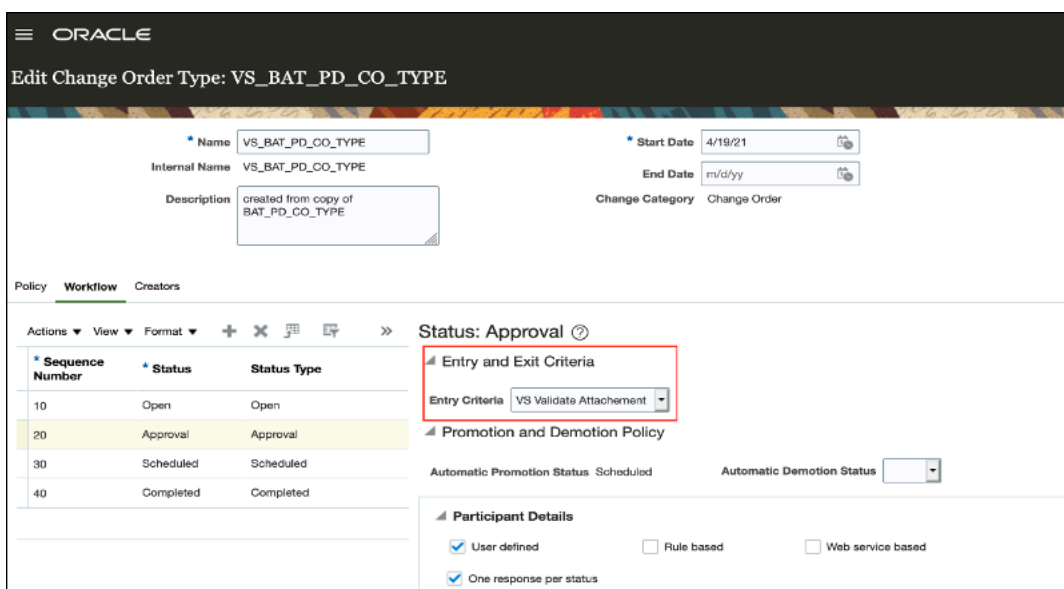 ORACLE
Edit Change Order Type: VS_BAT_PD_CO_TYPE
* Name VS_BAT_PD_CO_TYPE
* Start Date 4/19/21
Internal Name VS_BAT_PD_CO_TYPE
End Date m/d/yy
Description created from copy of
BAT_PD_CO_TYPE
Change Category Change Order
Policy Workflow Creators
Actions View Format
* Sequence
Number * Status Status Type
10 Open Open
20 Approval Approval
30 Scheduled Scheduled
40 Completed Completed
Status: Approval
Entry and Exit Criteria
Entry Criteria VS Validate Attachement
Promotion and Demotion Policy
Automatic Promotion Status Scheduled Automatic Demotion Status
Participant Details
User defined Rule based Web service based
One response per status